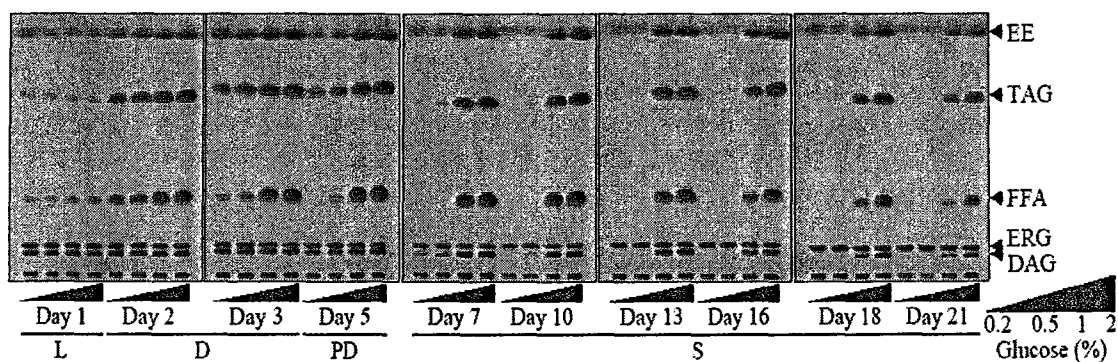 EE
TAG
FFA
ERG
DAG
Day 1 Day 2 Day 3 Day 5 Day 7 Day 10 Day 13 Day 16 Day 18 Day 21
0.2 0.5 1 2
L D PD S Glucose (%)